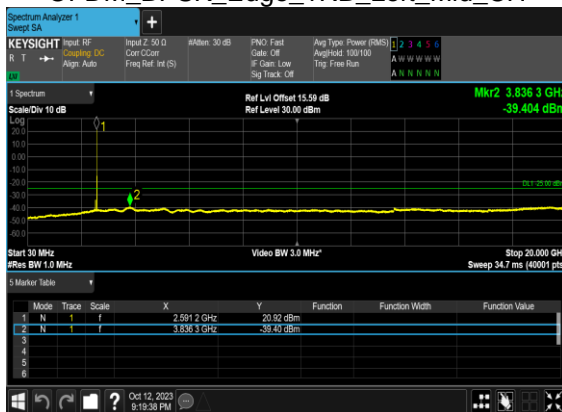 Spectrum Analyzer 1
Swept SA
+
KEYSIGHT Input: RF Input Z: 50 Ω #Atten: 30 dB PNO: Fast Avg Type: Power (RMS) 1 2 3 4 5 6
R T Coupling: DC Corr CCorr Gate: Off Avg|Hold: 100/100 A W W W W W
Align: Auto Freq Ref: Int (S) IF Gain: Low Trig: Free Run
LU Sig Track: Off A N N N N N
1 Spectrum Ref Lvl Offset 15.59 dB Mkr2 3.836 3 GHz
Scale/Div 10 dB Ref Level 30.00 dBm -39.404 dBm
Log
20.0 1
10.0
0.00
-10.0
-20.0 DL1 -25.00 dBm
-30.0 2
-40.0
-50.0
-60.0
Start 30 MHz Video BW 3.0 MHz* Stop 20.000 GHz
#Res BW 1.0 MHz Sweep 34.7 ms (40001 pts)
5 Marker Table
Mode Trace Scale X Y Function Function Width Function Value
1 N 1 f 2.591 2 GHz 20.92 dBm
2 N 1 f 3.836 3 GHz -39.40 dBm
3
4
5
6
? Oct 12, 2023
9:19:38 PM